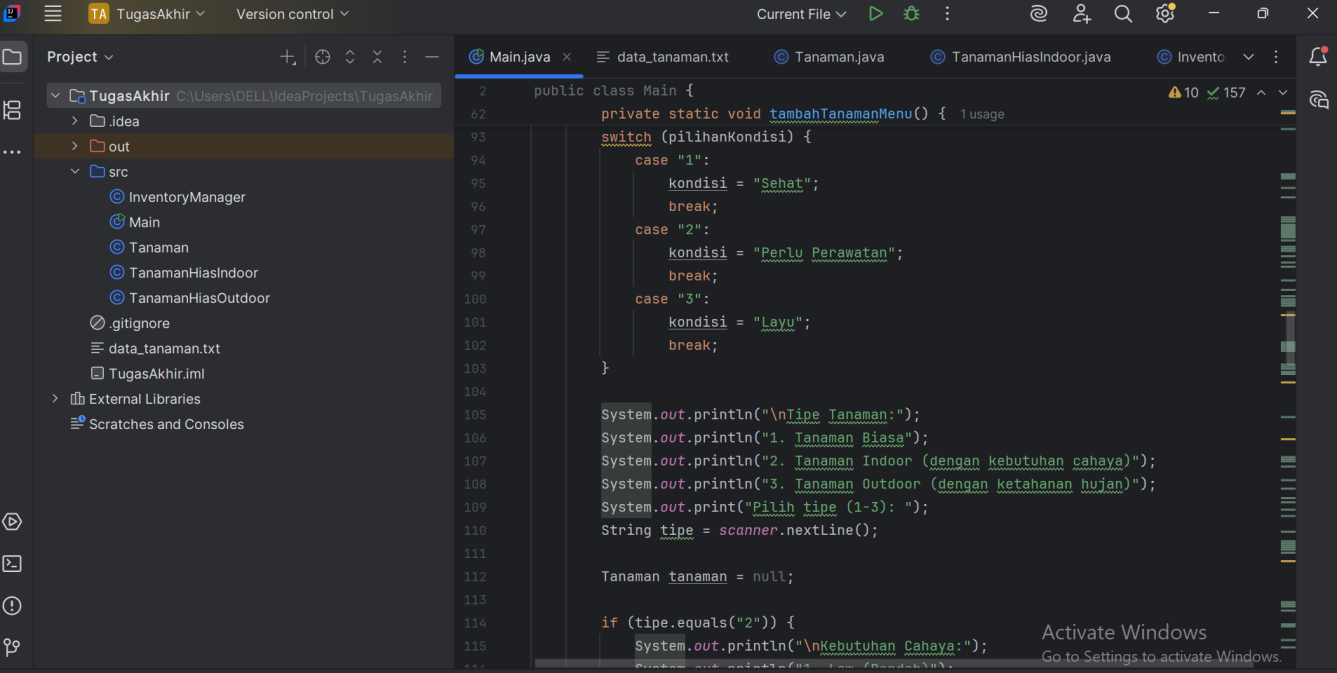 TA TugasAkhir Version control Current File
Project
Main.java data_tanaman.txt Tanaman.java TanamanHiasIndoor.java Invento
TugasAkhir C:\Users\DELL\IdeaProjects\TugasAkhir
.idea
out
src
InventoryManager
Main
Tanaman
TanamanHiasIndoor
TanamanHiasOutdoor
.gitignore
data_tanaman.txt
TugasAkhir.iml
External Libraries
Scratches and Consoles
2 public class Main { 10 157
62 private static void tambahTanamanMenu() { 1 usage
93 switch (pilihanKondisi) {
94 case "1":
95 kondisi = "Sehat";
96 break;
97 case "2":
98 kondisi = "Perlu Perawatan";
99 break;
100 case "3":
101 kondisi = "Layu";
102 break;
103 }
104
105 System.out.println("\nTipe Tanaman:");
106 System.out.println("1. Tanaman Biasa");
107 System.out.println("2. Tanaman Indoor (dengan kebutuhan cahaya)");
108 System.out.println("3. Tanaman Outdoor (dengan ketahanan hujan)");
109 System.out.print("Pilih tipe (1-3): ");
110 String tipe = scanner.nextLine();
111
112 Tanaman tanaman = null;
113
114 if (tipe.equals("2")) {
115 System.out.println("\nKebutuhan Cahaya:");
116 System.out.println("1. Low (Rendah)");
Activate Windows
Go to Settings to activate Windows.